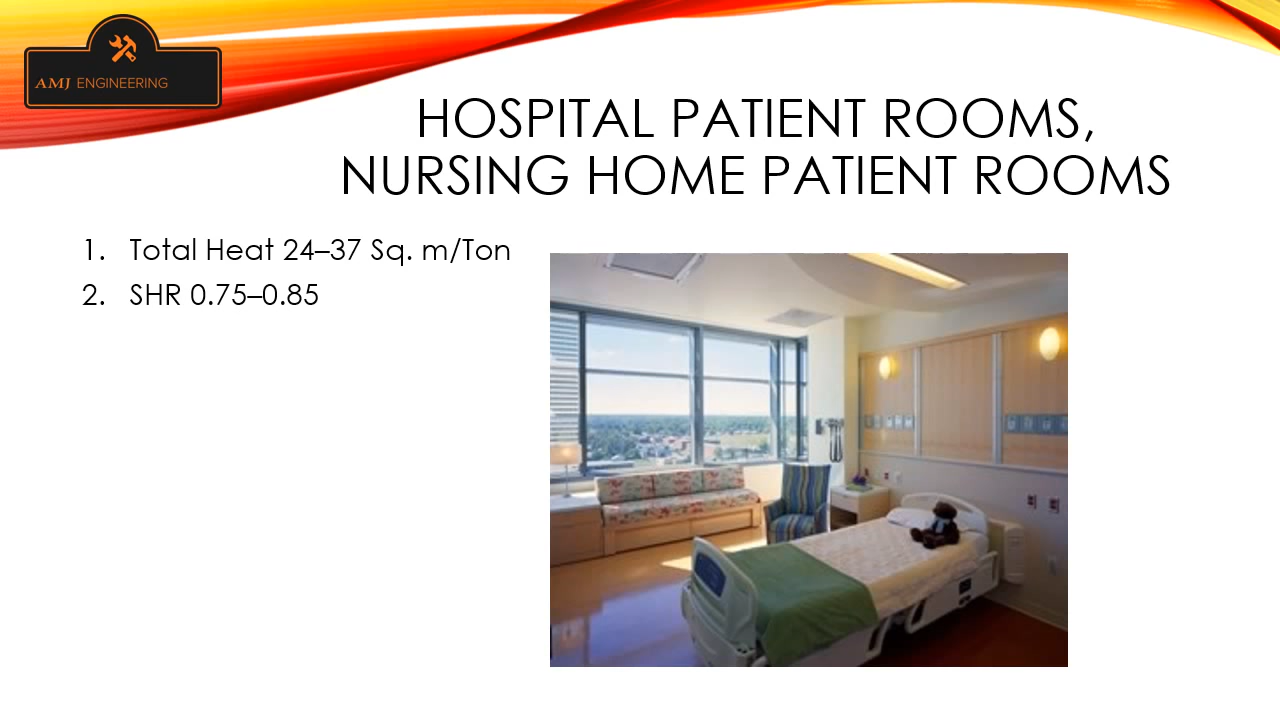 AMJ ENGINEERING
HOSPITAL PATIENT ROOMS,
NURSING HOME PATIENT ROOMS
1. Total Heat 24–37 Sq. m/Ton
2. SHR 0.75–0.85